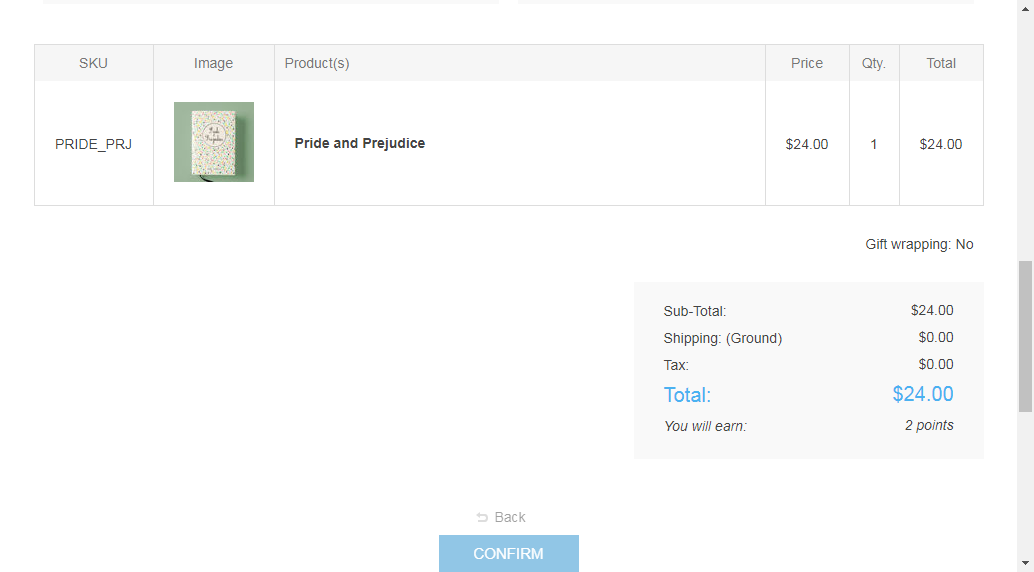 SKU Image Product(s) Price Qty. Total
PRIDE_PRJ Pride and Prejudice $24.00 1 $24.00
Gift wrapping: No
Sub-Total: $24.00
Shipping: (Ground) $0.00
Tax: $0.00
Total: $24.00
You will earn: 2 points
Back
CONFIRM